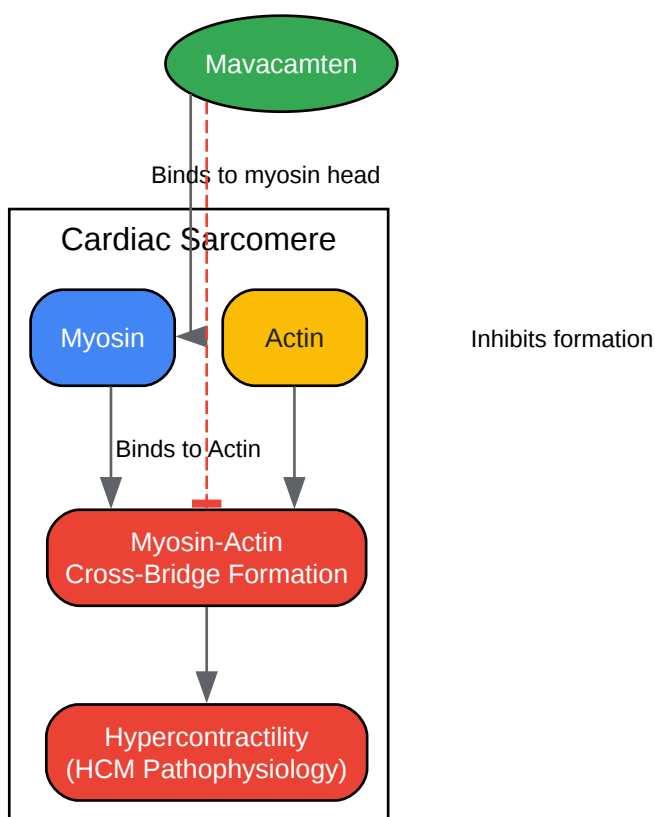 Mavacamten
Binds to myosin head
Cardiac Sarcomere
Myosin
Actin
Inhibits formation
Binds to Actin
Myosin-Actin
Cross-Bridge Formation
Hypercontractility
(HCM Pathophysiology)